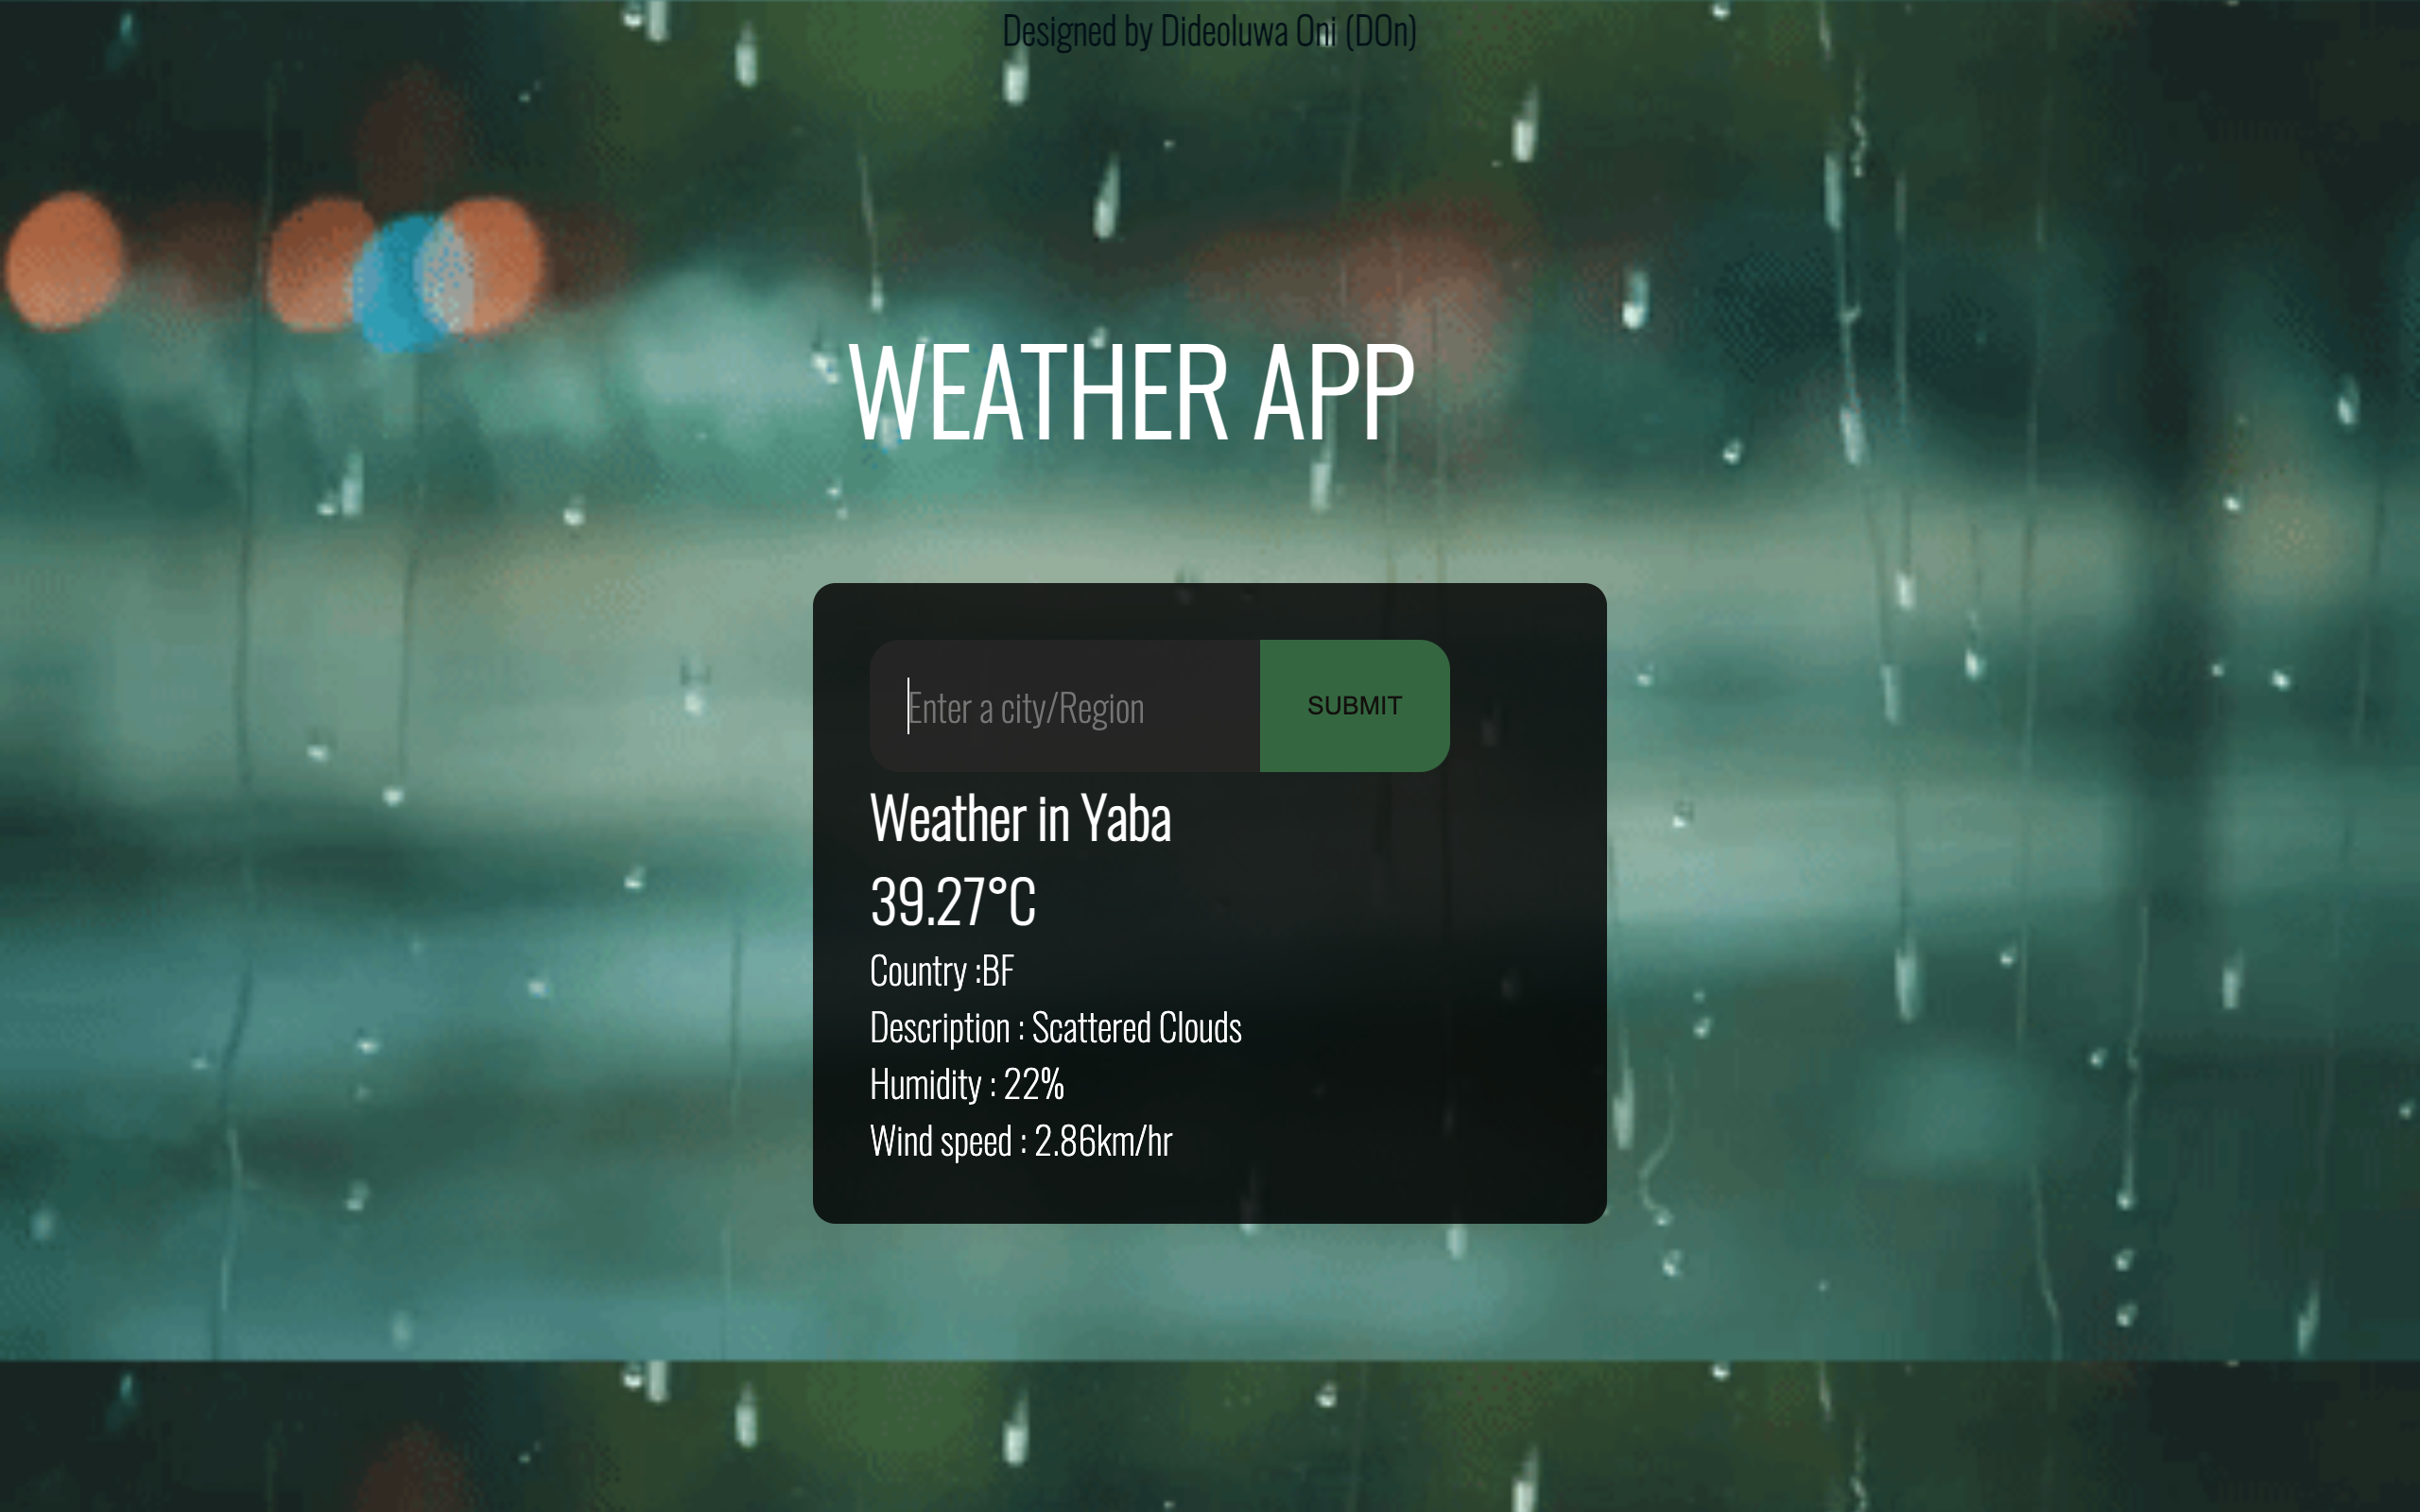 Designed by Dideoluwa Oni (DOn)
WEATHER APP
Enter a city/Region
SUBMIT
Weather in Yaba
39.27°C
Country :BF
Description : Scattered Clouds
Humidity : 22%
Wind speed : 2.86km/hr